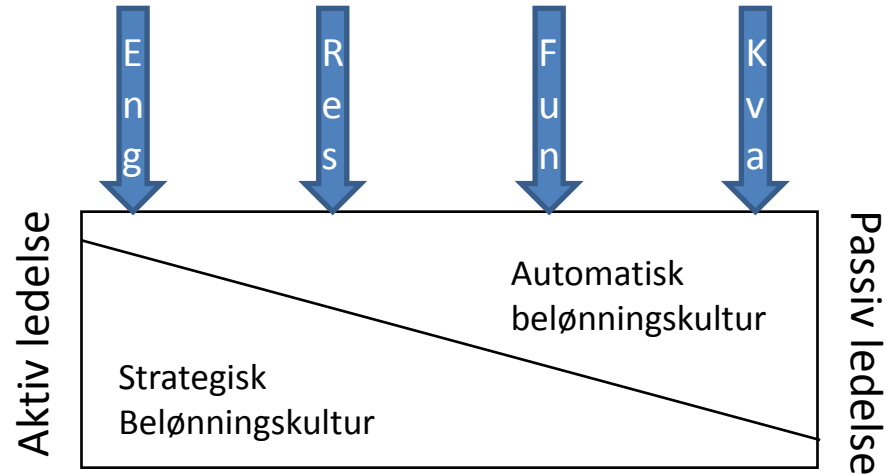 Eng
Res
Fun
Kva
Aktiv ledelse
Passiv ledelse
Automatisk
belønningskultur
Strategisk
Belønningskultur